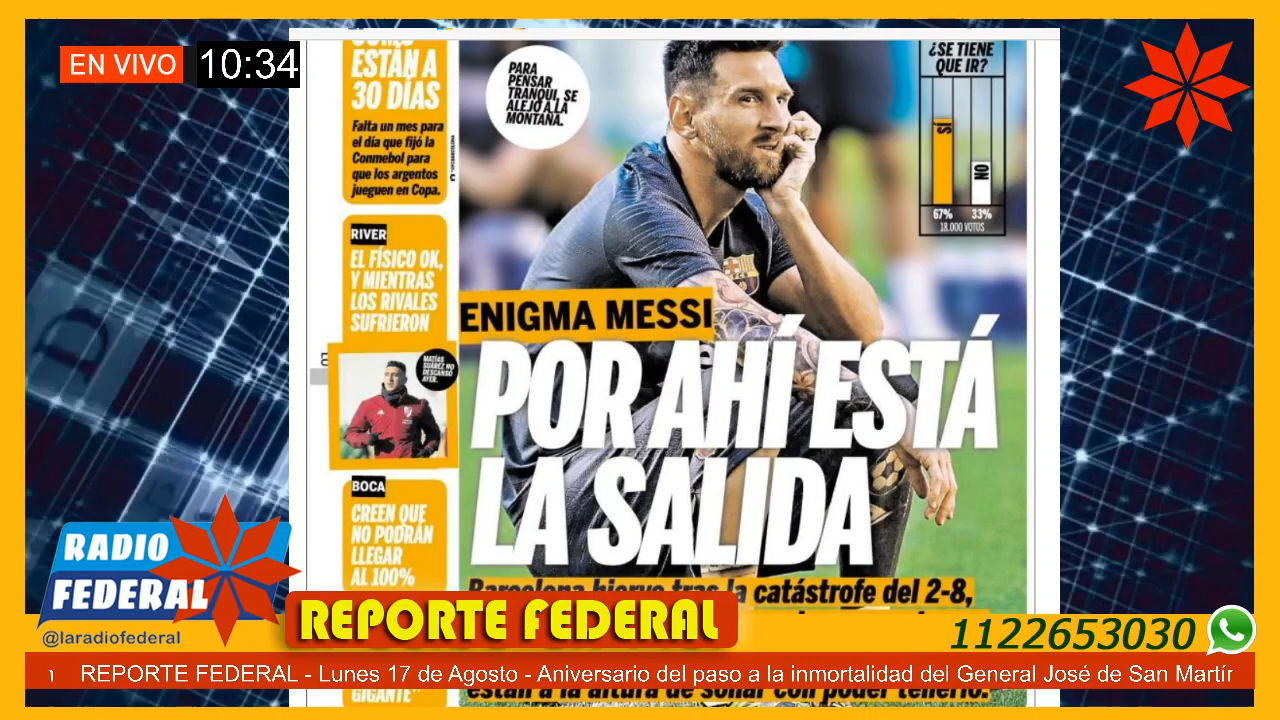 EN VIVO
10:34
ESTÁN A
30 DÍAS
Falta un mes para
el día que fijó la
Conmebol para
que los argentos
jueguen en Copa.
RIVER
EL FÍSICO OK,
Y MIENTRAS
LOS RIVALES
SUFRIERON
MATÍAS
SUÁREZ NO
DESCANSÓ
AYER.
BOCA
CREEN QUE
NO PODRÁN
LLEGAR
AL 100%
GIGANTE"
PARA
PENSAR
TRANQUI, SE
ALEJÓ A LA
MONTAÑA.
¿SE TIENE
QUE IR?
SÍ
NO
67% 33%
18.000 VOTOS
ENIGMA MESSI
POR AHÍ ESTÁ
LA SALIDA
Barcelona hierve tras la catástrofe del 2-8,
están a la altura de soñar con poder tenerlo.
RADIO
FEDERAL
@laradiofederal
REPORTE FEDERAL
1122653030
REPORTE FEDERAL - Lunes 17 de Agosto - Aniversario del paso a la inmortalidad del General José de San Martír